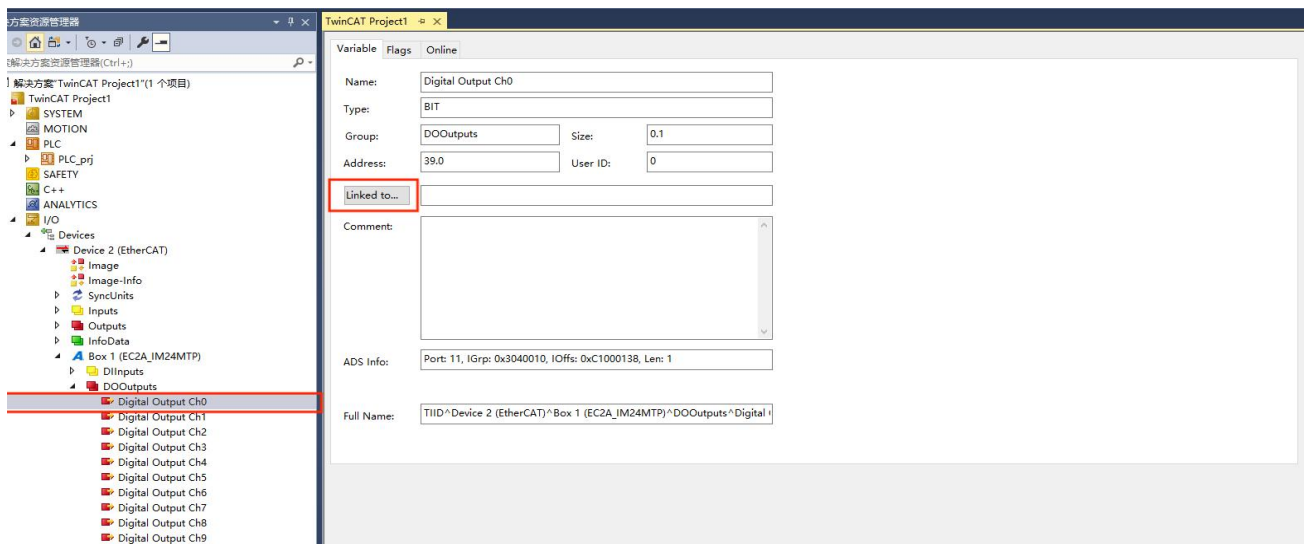 方案资源管理器
解决方案资源管理器(Ctrl+;)
解决方案"TwinCAT Project1"(1 个项目)
TwinCAT Project1
SYSTEM
MOTION
PLC
PLC_prj
SAFETY
C++
ANALYTICS
I/O
Devices
Device 2 (EtherCAT)
Image
Image-Info
SyncUnits
Inputs
Outputs
InfoData
Box 1 (EC2A_IM24MTP)
DIInputs
DOOutputs
Digital Output Ch0
Digital Output Ch1
Digital Output Ch2
Digital Output Ch3
Digital Output Ch4
Digital Output Ch5
Digital Output Ch6
Digital Output Ch7
Digital Output Ch8
Digital Output Ch9
TwinCAT Project1
Variable Flags Online
Name: Digital Output Ch0
Type: BIT
Group: DOOutputs Size: 0.1
Address: 39.0 User ID: 0
Linked to...
Comment:
ADS Info: Port: 11, IGrp: 0x3040010, IOffs: 0xC1000138, Len: 1
Full Name: TIID^Device 2 (EtherCAT)^Box 1 (EC2A_IM24MTP)^DOOutputs^Digital